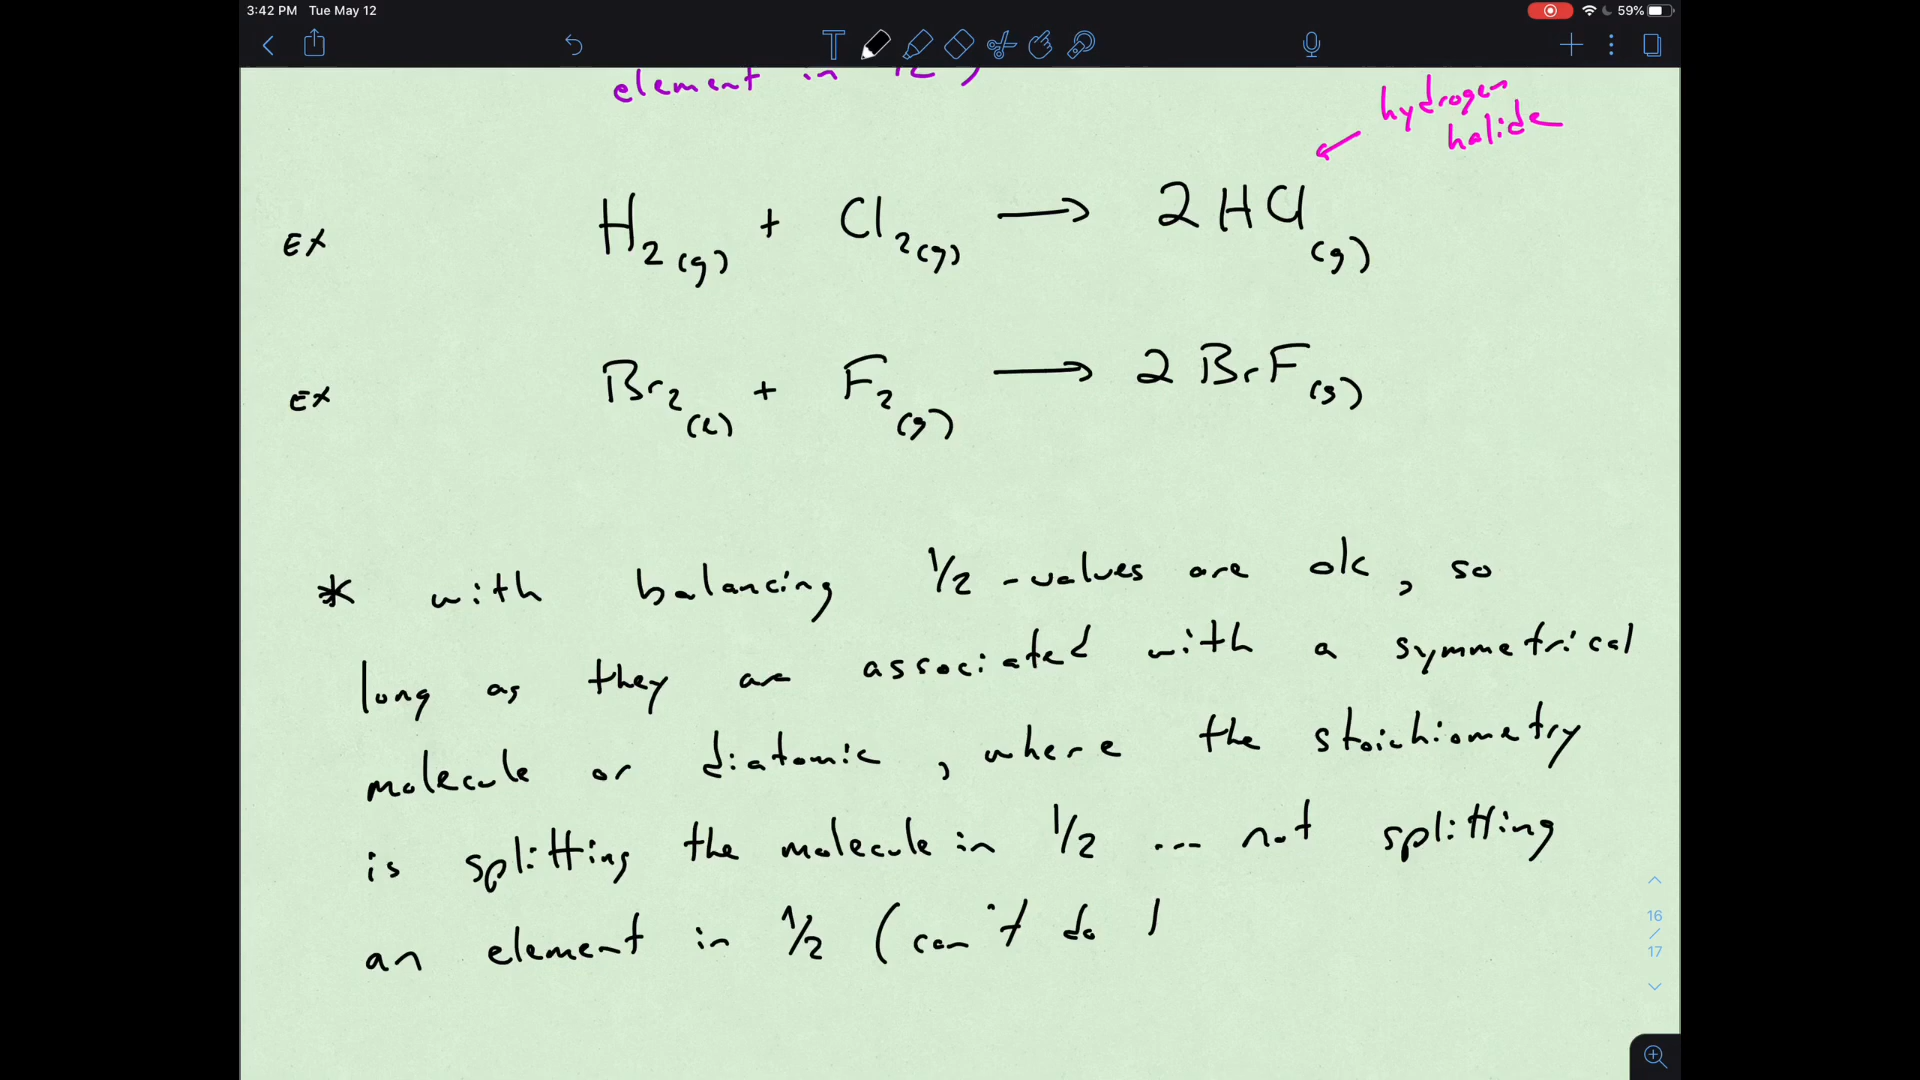 3:42 PM Tue May 12
59%
element in
hydrogen
halide
Ex H2(g) + Cl2(g) → 2HCl(g)
Ex Br2(l) + F2(g) → 2BrF(g)
* with balancing 1/2-values are ok, so
long as they are associated with a symmetrical
molecule or diatomic, where the stoichiometry
is splitting the molecule in 1/2 ... not splitting
an element in 1/2 (can't do
16
/
17